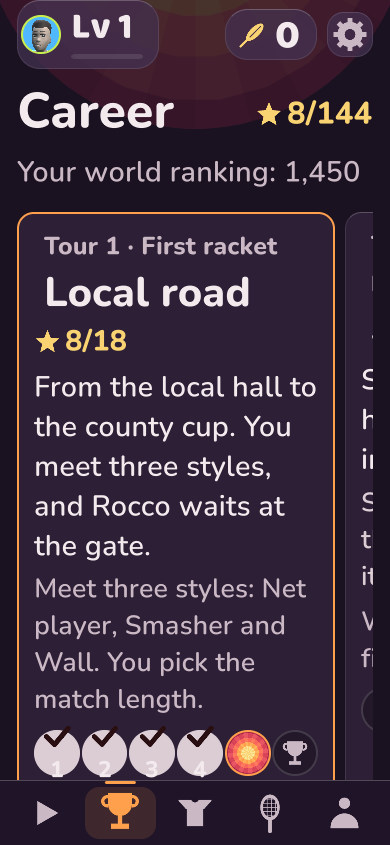 Lv 1
0
Career
8/144
Your world ranking: 1,450
Tour 1 · First racket
Local road
8/18
From the local hall to
the county cup. You
meet three styles,
and Rocco waits at
the gate.
Meet three styles: Net
player, Smasher and
Wall. You pick the
match length.
1 2 3 4